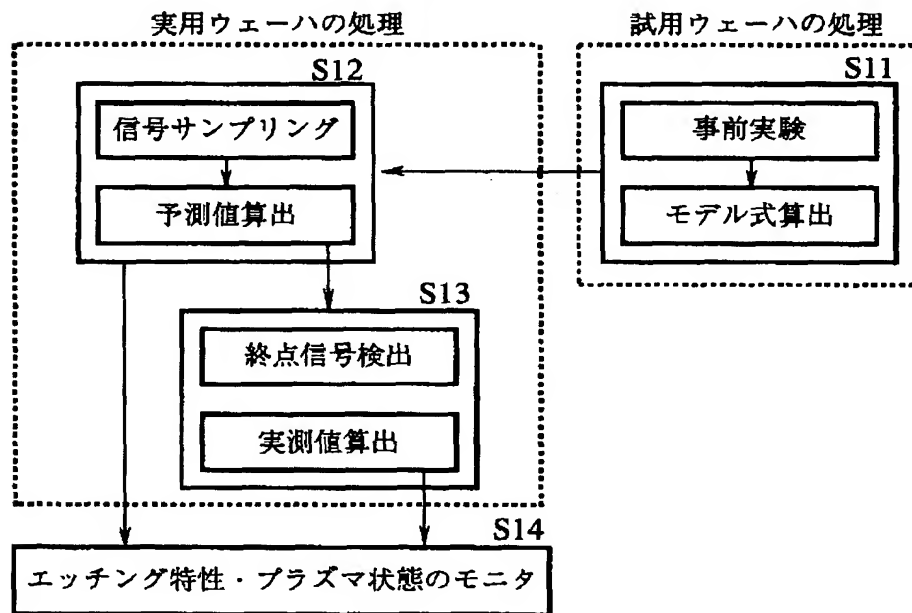 実用ウェーハの処理
S12
信号サンプリング
予測値算出
S13
終点信号検出
実測値算出
試用ウェーハの処理
S11
事前実験
モデル式算出
S14
エッチング特性・プラズマ状態のモニタ